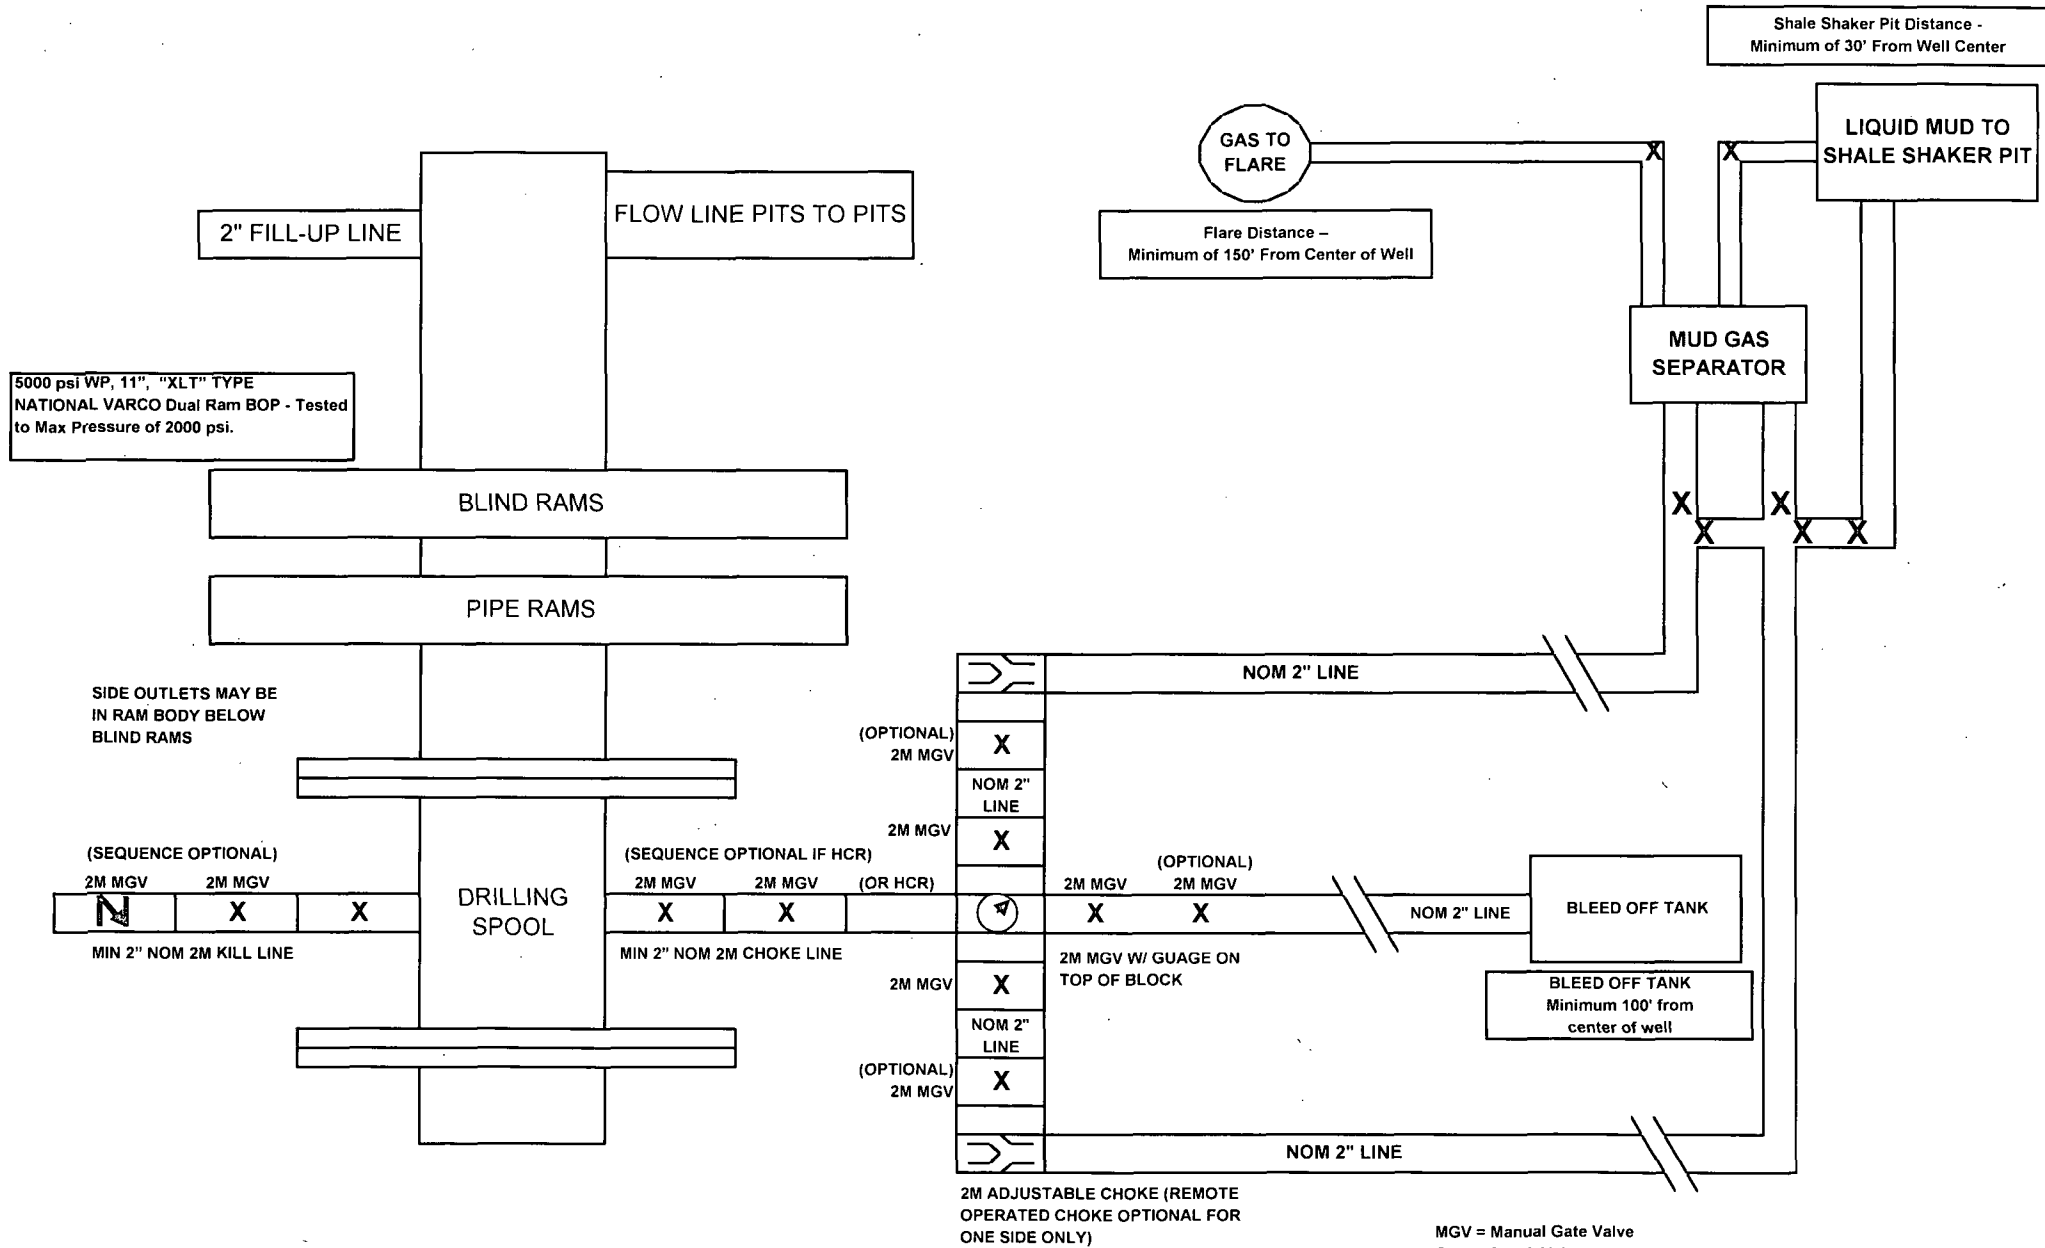 Shale Shaker Pit Distance -
Minimum of 30' From Well Center
GAS TO
FLARE
LIQUID MUD TO
SHALE SHAKER PIT
X X
2" FILL-UP LINE
FLOW LINE PITS TO PITS
Flare Distance –
Minimum of 150' From Center of Well
MUD GAS
SEPARATOR
5000 psi WP, 11", "XLT" TYPE
NATIONAL VARCO Dual Ram BOP - Tested
to Max Pressure of 2000 psi.
BLIND RAMS
X X
X X X
PIPE RAMS
NOM 2" LINE
SIDE OUTLETS MAY BE
IN RAM BODY BELOW
BLIND RAMS
(OPTIONAL)
2M MGV
X
NOM 2"
LINE
2M MGV
X
(SEQUENCE OPTIONAL)
2M MGV 2M MGV
N X X
MIN 2" NOM 2M KILL LINE
DRILLING
SPOOL
(SEQUENCE OPTIONAL IF HCR)
2M MGV 2M MGV (OR HCR)
X X
MIN 2" NOM 2M CHOKE LINE
(OPTIONAL)
2M MGV 2M MGV
X X
NOM 2" LINE
BLEED OFF TANK
2M MGV W/ GUAGE ON
TOP OF BLOCK
BLEED OFF TANK
Minimum 100' from
center of well
2M MGV
X
NOM 2"
LINE
(OPTIONAL)
2M MGV
X
NOM 2" LINE
2M ADJUSTABLE CHOKE (REMOTE
OPERATED CHOKE OPTIONAL FOR
ONE SIDE ONLY)
MGV = Manual Gate Valve